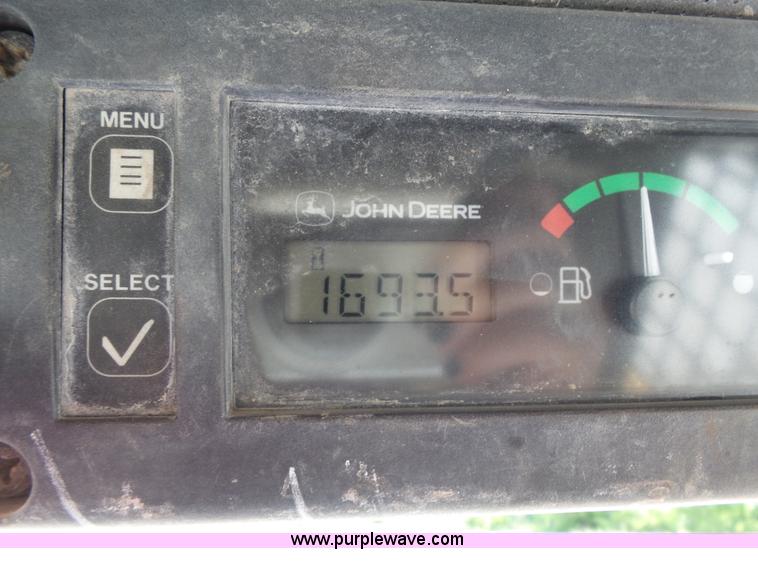 MENU
JOHN DEERE
SELECT
1693.5
www.purplewave.com